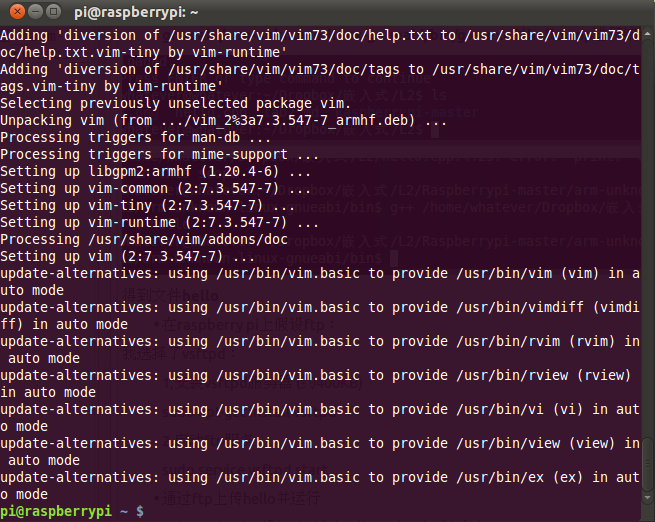 pi@raspberrypi: ~
Adding 'diversion of /usr/share/vim/vim73/doc/help.txt to /usr/share/vim/vim73/d
oc/help.txt.vim-tiny by vim-runtime'
Adding 'diversion of /usr/share/vim/vim73/doc/tags to /usr/share/vim/vim73/doc/t
ags.vim-tiny by vim-runtime'
Selecting previously unselected package vim.
Unpacking vim (from .../vim_2%3a7.3.547-7_armhf.deb) ...
Processing triggers for man-db ...
Processing triggers for mime-support ...
Setting up libgpm2:armhf (1.20.4-6) ...
Setting up vim-common (2:7.3.547-7) ...
Setting up vim-tiny (2:7.3.547-7) ...
Setting up vim-runtime (2:7.3.547-7) ...
Processing /usr/share/vim/addons/doc
Setting up vim (2:7.3.547-7) ...
update-alternatives: using /usr/bin/vim.basic to provide /usr/bin/vim (vim) in a
uto mode
update-alternatives: using /usr/bin/vim.basic to provide /usr/bin/vimdiff (vimdi
ff) in auto mode
update-alternatives: using /usr/bin/vim.basic to provide /usr/bin/rvim (rvim) in
 auto mode
update-alternatives: using /usr/bin/vim.basic to provide /usr/bin/rview (rview)
in auto mode
update-alternatives: using /usr/bin/vim.basic to provide /usr/bin/vi (vi) in aut
o mode
update-alternatives: using /usr/bin/vim.basic to provide /usr/bin/view (view) in
 auto mode
update-alternatives: using /usr/bin/vim.basic to provide /usr/bin/ex (ex) in aut
o mode
pi@raspberrypi ~ $